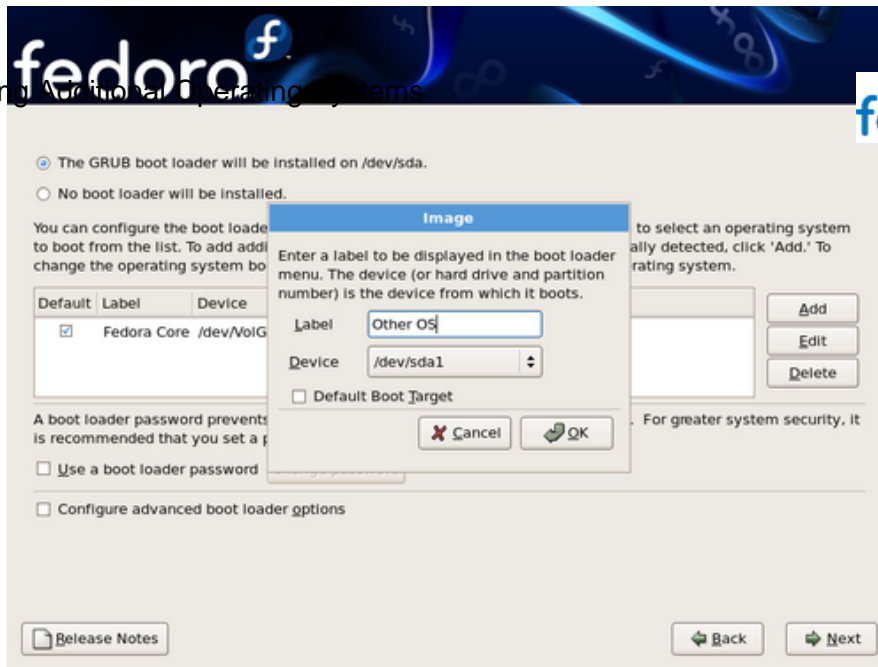 fedora
ng Additional Operating Systems
The GRUB boot loader will be installed on /dev/sda.
No boot loader will be installed.
You can configure the boot loade
to select an operating system
to boot from the list. To add addi
ally detected, click 'Add.' To
change the operating system bo
rating system.
Image
Enter a label to be displayed in the boot loader
menu. The device (or hard drive and partition
number) is the device from which it boots.
Label Other OS
Device /dev/sda1
Default Boot Target
Cancel OK
Default Label Device
Fedora Core /dev/VolG
Add
Edit
Delete
A boot loader password prevents
. For greater system security, it
is recommended that you set a p
Use a boot loader password
Configure advanced boot loader options
Release Notes
Back Next